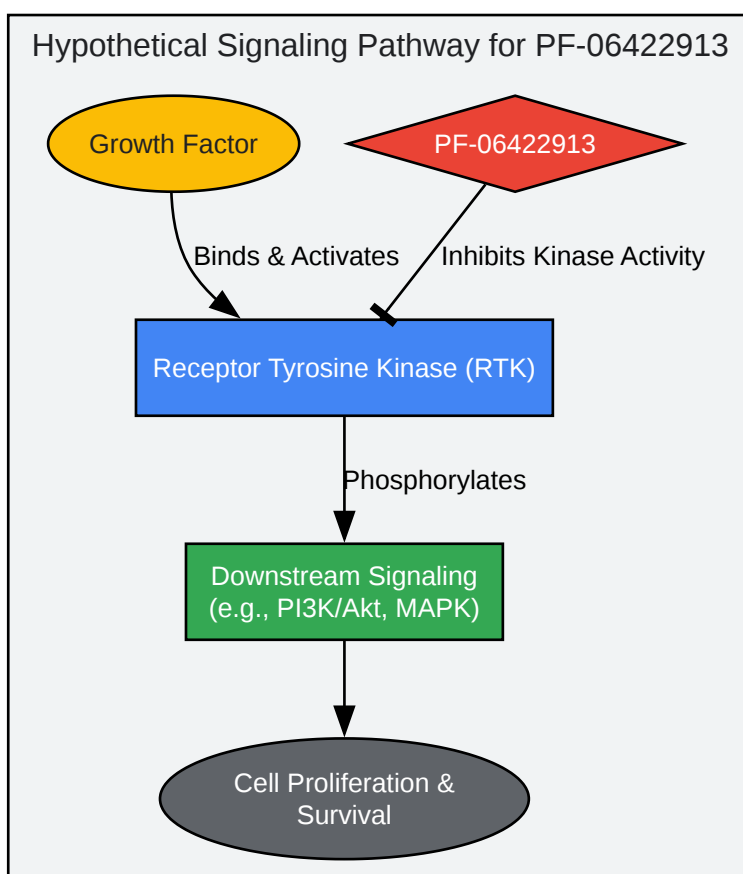 Hypothetical Signaling Pathway for PF-06422913
Growth Factor
PF-06422913
Binds & Activates
Inhibits Kinase Activity
Receptor Tyrosine Kinase (RTK)
Phosphorylates
Downstream Signaling
(e.g., PI3K/Akt, MAPK)
Cell Proliferation &
Survival